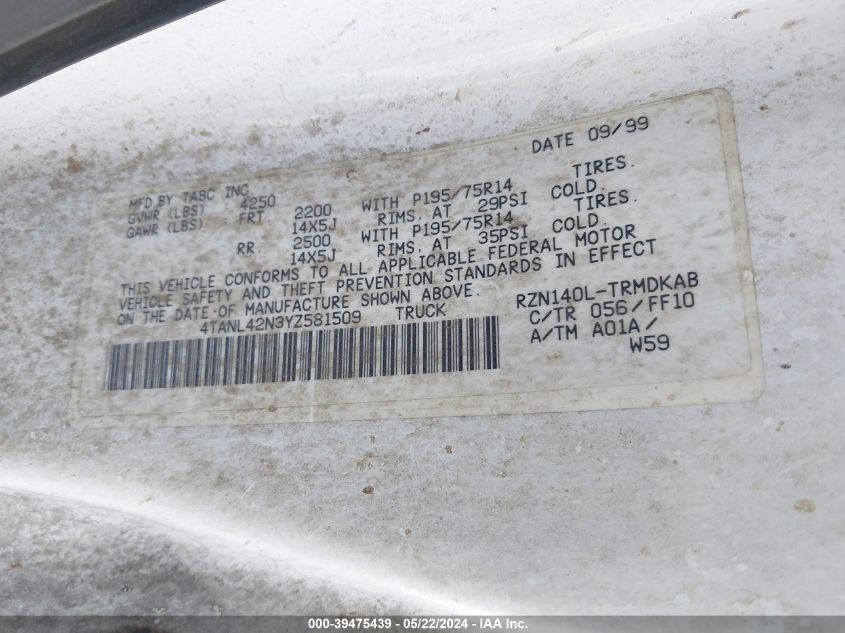 DATE 09/99
MFD BY TABC INC
GVWR (LBS) : 4250
GAWR (LBS) FRT. 2200 WITH P195/75R14 TIRES.
14X5J RIMS, AT 29PSI COLD.
RR. 2500 WITH P195/75R14 TIRES.
14X5J RIMS, AT 35PSI COLD.
THIS VEHICLE CONFORMS TO ALL APPLICABLE FEDERAL MOTOR
VEHICLE SAFETY AND THEFT PREVENTION STANDARDS IN EFFECT
ON THE DATE OF MANUFACTURE SHOWN ABOVE.
4TANL42N3YZ581509 TRUCK
RZN140L-TRMDKAB
C/TR 056/FF10
A/TM A01A/
W59
000-39475439 - 05/22/2024 - IAA Inc.